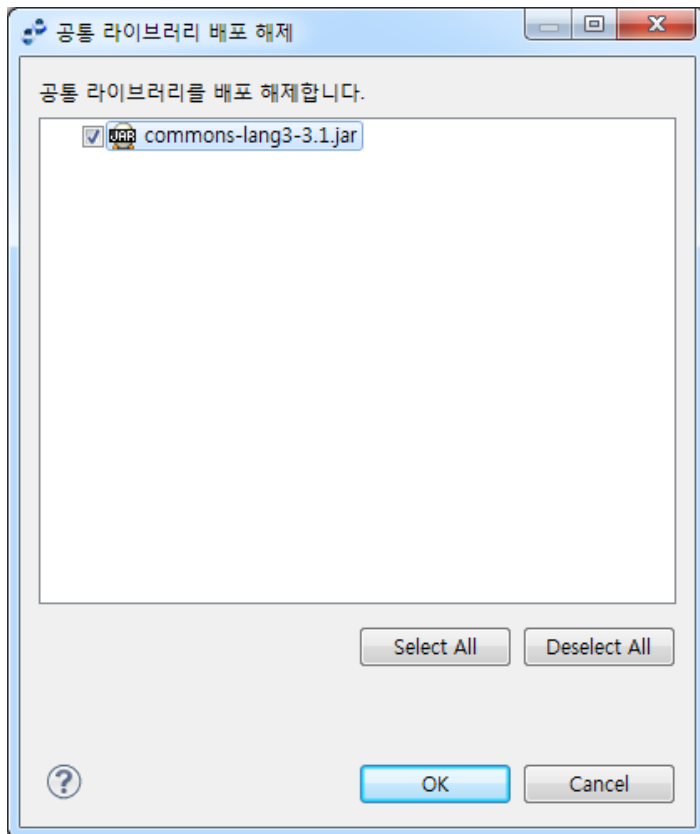 공통 라이브러리 배포 해제
공통 라이브러리를 배포 해제합니다.
JAR commons-lang3-3.1.jar
Select All Deselect All
? OK Cancel